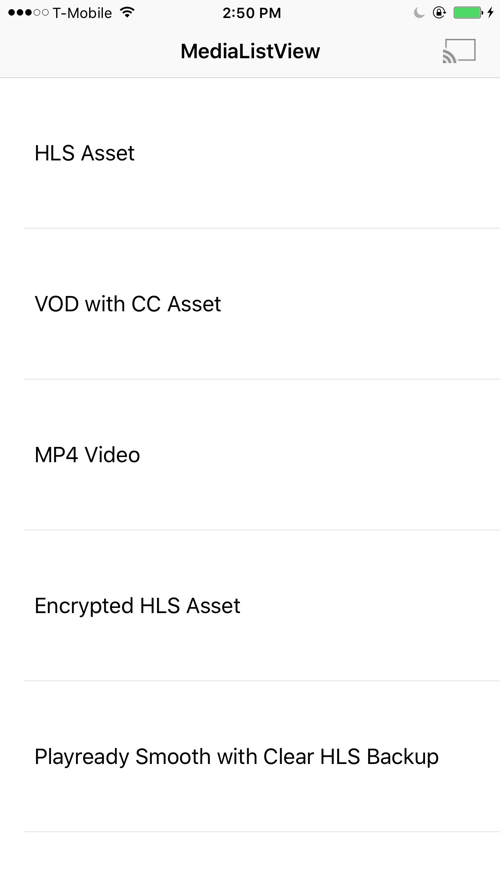 T-Mobile 2:50 PM
MediaListView
HLS Asset
VOD with CC Asset
MP4 Video
Encrypted HLS Asset
Playready Smooth with Clear HLS Backup